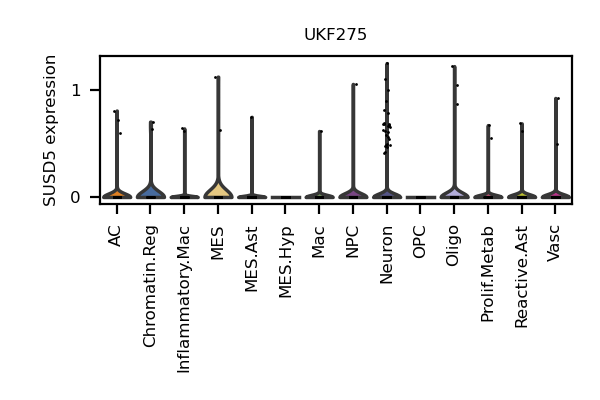 UKF275
SUSD5 expression
1
0
AC
Chromatin.Reg
Inflammatory.Mac
MES
MES.Ast
MES.Hyp
Mac
NPC
Neuron
OPC
Oligo
Prolif.Metab
Reactive.Ast
Vasc